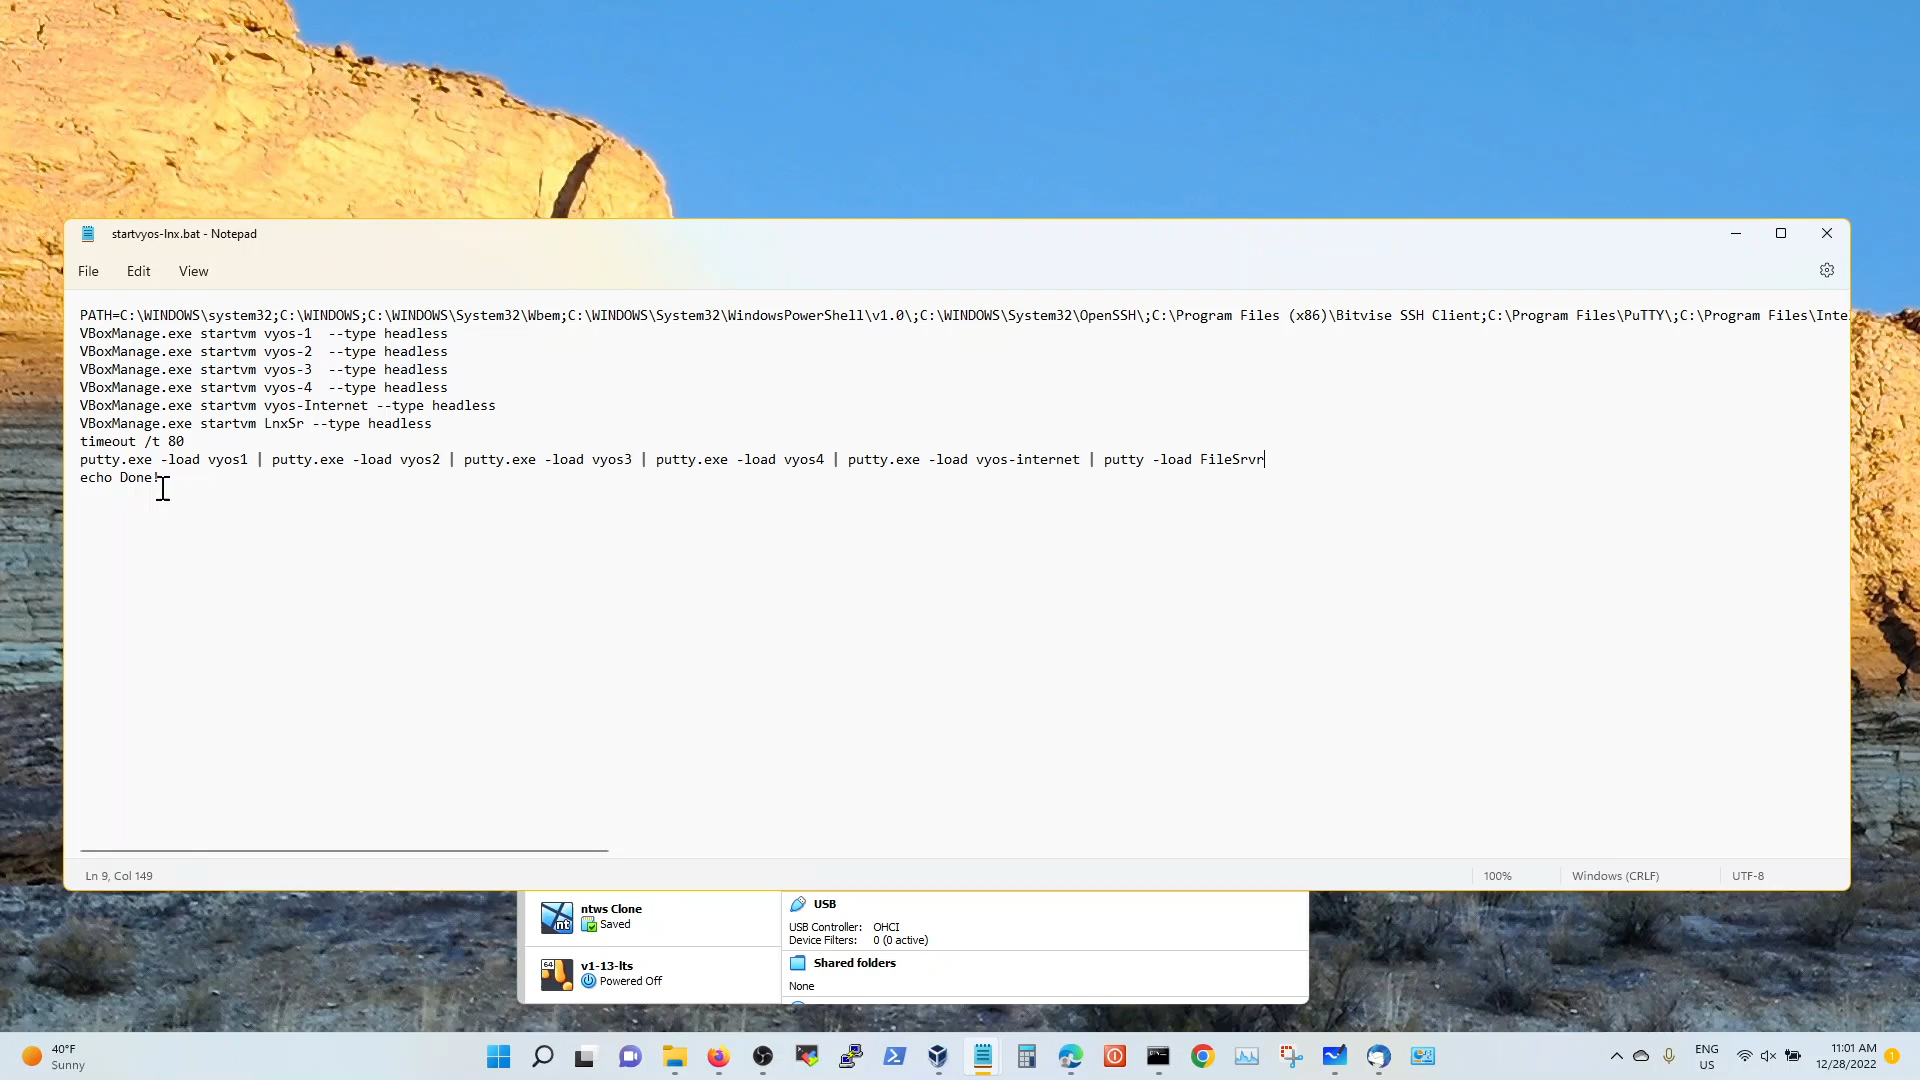 startvyos-lnx.bat - Notepad
File Edit View
PATH=C:\WINDOWS\system32;C:\WINDOWS;C:\WINDOWS\System32\Wbem;C:\WINDOWS\System32\WindowsPowerShell\v1.0\;C:\WINDOWS\System32\OpenSSH\;C:\Program Files (x86)\Bitvise SSH Client;C:\Program Files\PuTTY\;C:\Program Files\Inte
VBoxManage.exe startvm vyos-1  --type headless
VBoxManage.exe startvm vyos-2  --type headless
VBoxManage.exe startvm vyos-3  --type headless
VBoxManage.exe startvm vyos-4  --type headless
VBoxManage.exe startvm vyos-Internet --type headless
VBoxManage.exe startvm LnxSr --type headless
timeout /t 80
putty.exe -load vyos1 | putty.exe -load vyos2 | putty.exe -load vyos3 | putty.exe -load vyos4 | putty.exe -load vyos-internet | putty -load FileSrvr
echo Done!
Ln 9, Col 149
100%
Windows (CRLF)
UTF-8
ntws Clone
Saved
64
v1-13-lts
Powered Off
USB
USB Controller: OHCI
Device Filters: 0 (0 active)
Shared folders
None
40°F
Sunny
ENG
US
11:01 AM
12/28/2022
1